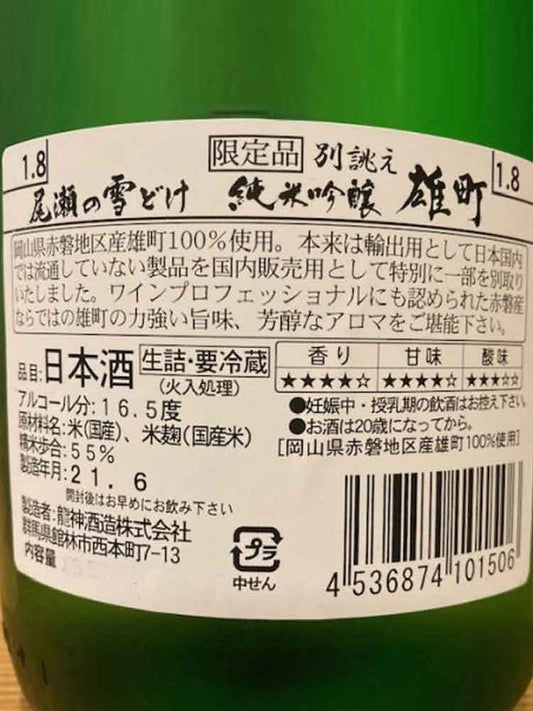 限定品 別誂え
1.8
1.8
尾瀬の雪どけ 純米吟醸 雄町
岡山県赤磐地区産雄町100%使用。本来は輸出用として日本国内
では流通していない製品を国内販売用として特別に一部を別取り
いたしました。ワインプロフェッショナルにも認められた赤磐産
ならではの雄町の力強い旨味、芳醇なアロマをご堪能下さい。
品目:日本酒 生詰・要冷蔵
(火入処理)
香り 甘味 酸味
★★★★☆ ★★★★☆ ★★★☆☆
アルコール分:16.5度
原材料名:米(国産)、米麹(国産米)
精米歩合:55%
製造年月:21.6
開封後はお早めにお飲み下さい
製造者:龍神酒造株式会社
群馬県館林市西本町7-13
内容量
●妊娠中・授乳期の飲酒はお控え下さい。
●お酒は20歳になってから。
[岡山県赤磐地区産雄町100%使用]
プラ
中せん
4 536874 101506